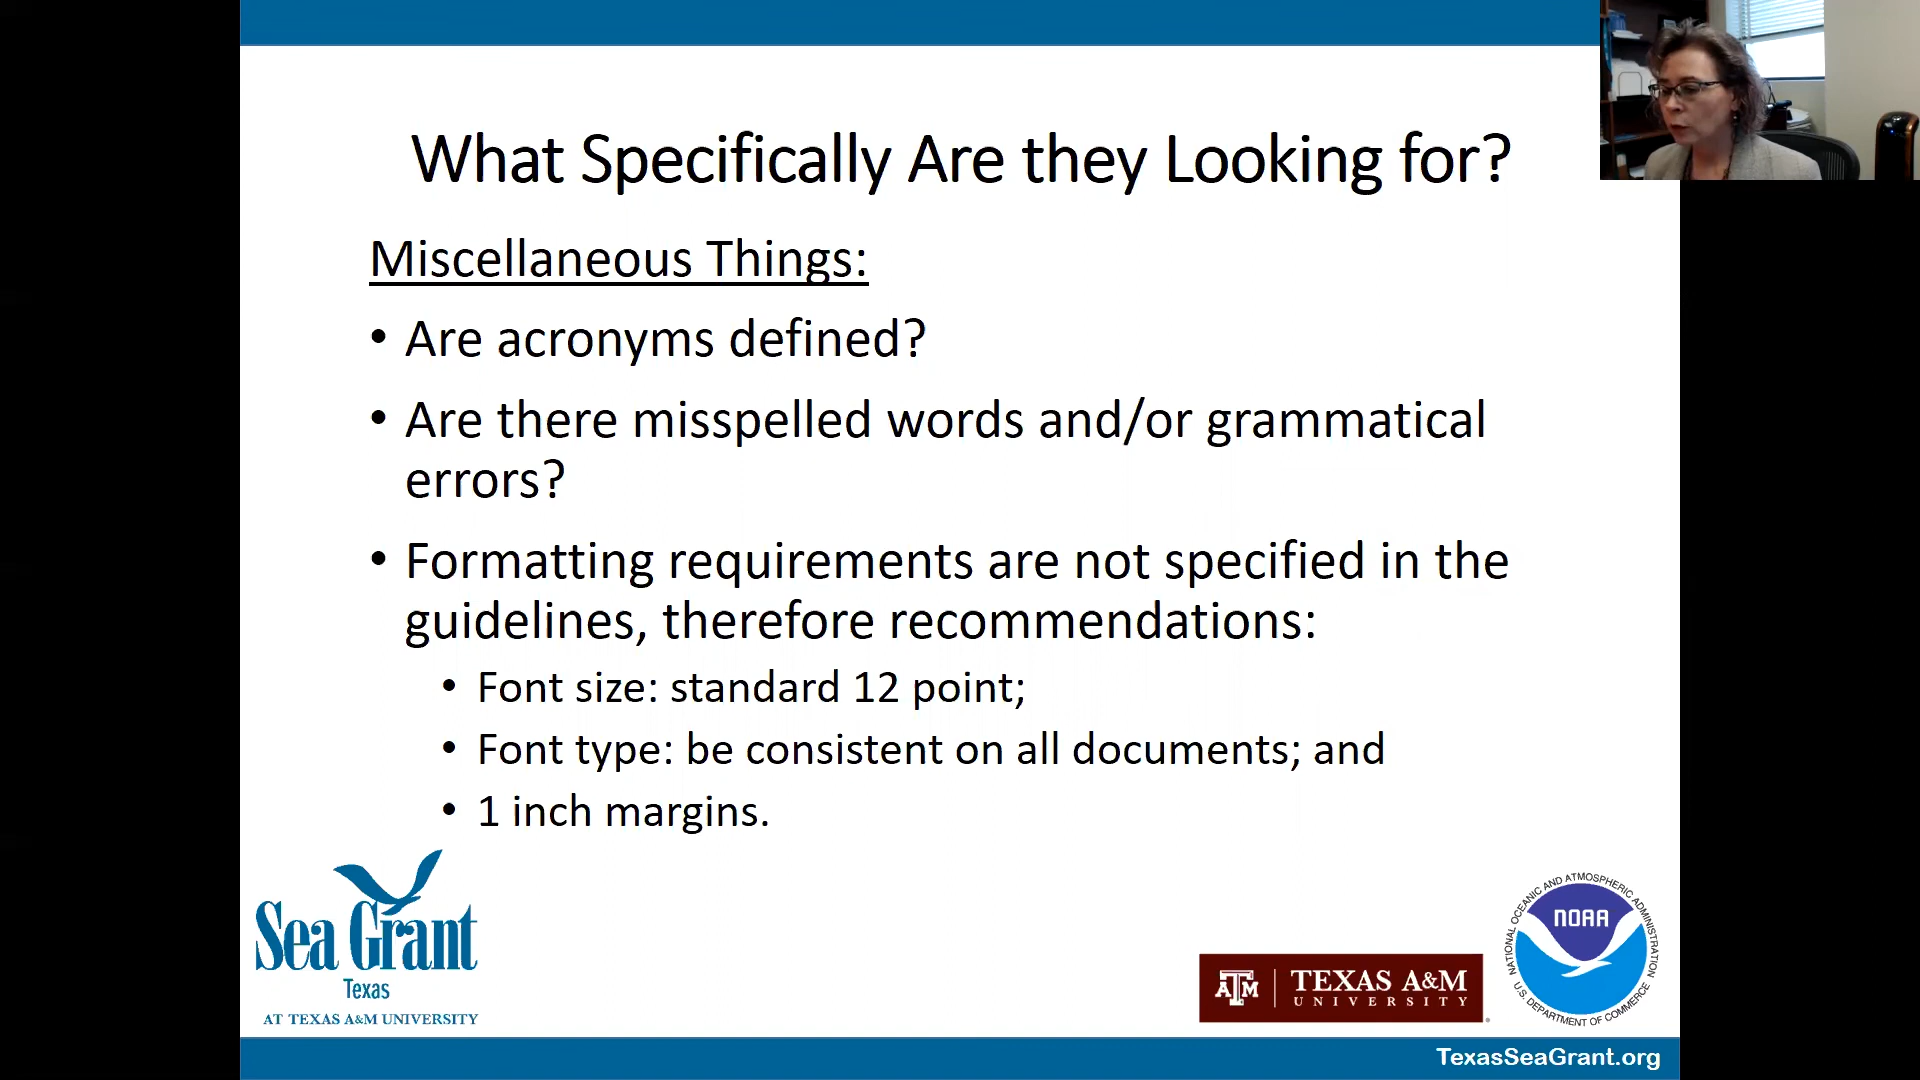 What Specifically Are they Looking for?
Miscellaneous Things:
• Are acronyms defined?
• Are there misspelled words and/or grammatical
errors?
• Formatting requirements are not specified in the
guidelines, therefore recommendations:
• Font size: standard 12 point;
• Font type: be consistent on all documents; and
• 1 inch margins.
Sea Grant
Texas
AT TEXAS A&M UNIVERSITY
ATM
TEXAS A&M
UNIVERSITY
NATIONAL OCEANIC AND ATMOSPHERIC ADMINISTRATION
NOAA
U.S. DEPARTMENT OF COMMERCE
TexasSeaGrant.org